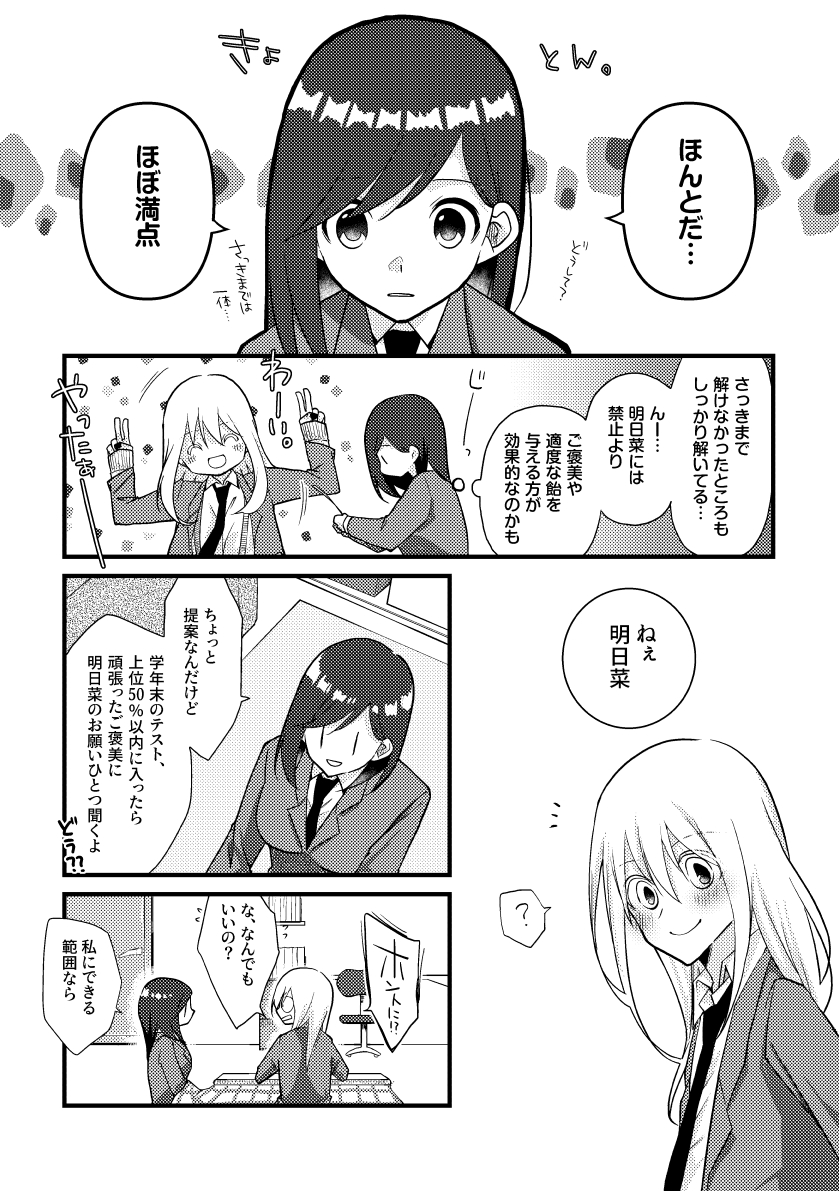 きょ
とん。
ほんとだ…
どうして?
ほぼ満点
さっきまでは
一体…
さっきまで
解けなかったところも
しっかり解いてる…
んー…
明日菜には
禁止より
ご褒美や
適度な飴を
与える方が
効果的なのかも
じっ
わーい。
やったぁー
ねぇ
明日菜
?
ちょっと
提案なんだけど
学年末のテスト、
上位50%以内に入ったら
頑張ったご褒美に
明日菜のお願いひとつ聞くよ
どう??
ホントに!?
な、なんでも
いいの?
私にできる
範囲なら